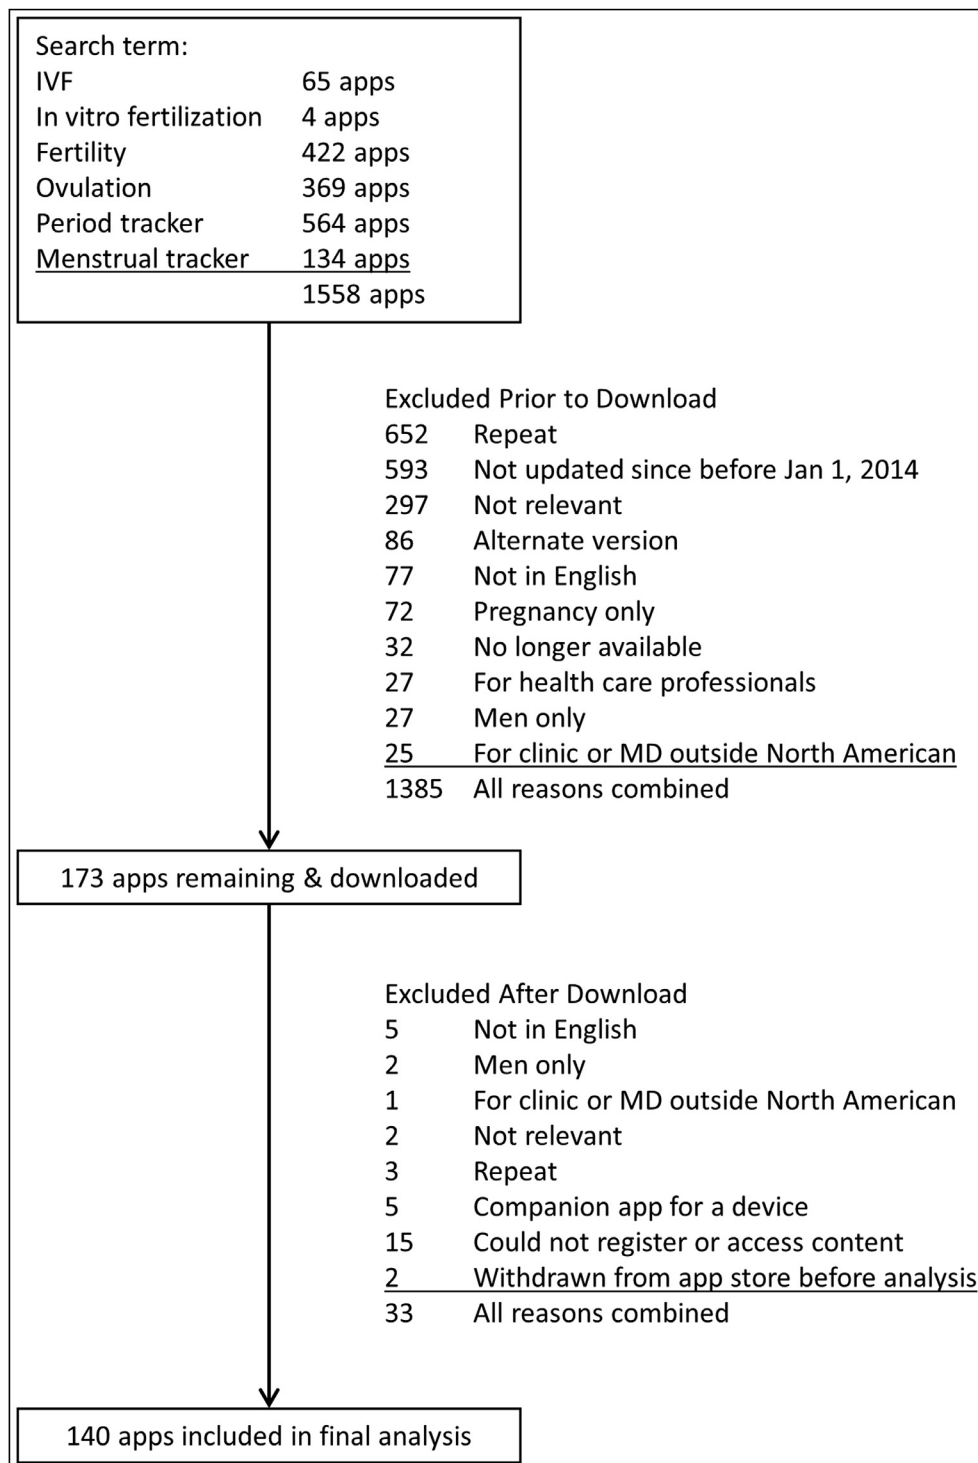 Search term:
IVF 65 apps
In vitro fertilization 4 apps
Fertility 422 apps
Ovulation 369 apps
Period tracker 564 apps
Menstrual tracker 134 apps
1558 apps
Excluded Prior to Download
652 Repeat
593 Not updated since before Jan 1, 2014
297 Not relevant
86 Alternate version
77 Not in English
72 Pregnancy only
32 No longer available
27 For health care professionals
27 Men only
25 For clinic or MD outside North American
1385 All reasons combined
173 apps remaining & downloaded
Excluded After Download
5 Not in English
2 Men only
1 For clinic or MD outside North American
2 Not relevant
3 Repeat
5 Companion app for a device
15 Could not register or access content
2 Withdrawn from app store before analysis
33 All reasons combined
140 apps included in final analysis